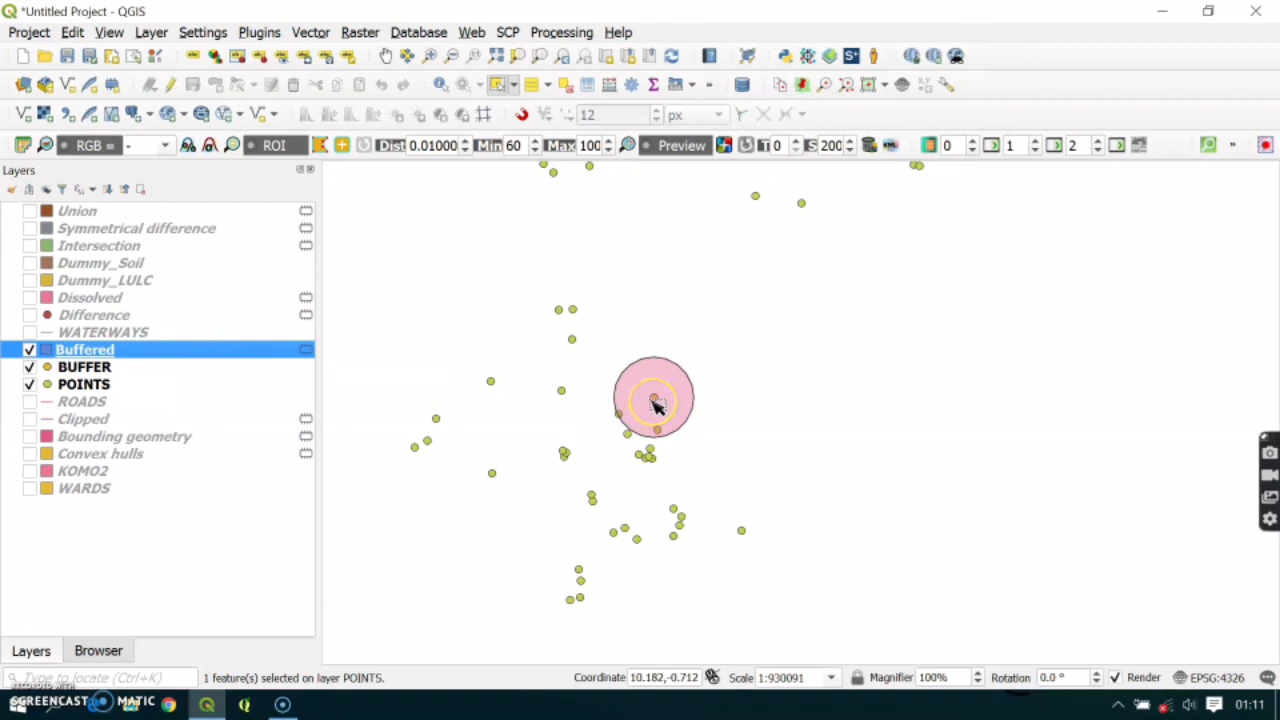 *Untitled Project - QGIS
Project Edit View Layer Settings Plugins Vector Raster Database Web SCP Processing Help
12 px
RGB = - ROI Dist 0.01000 Min 60 Max 100 Preview T 0 S 200 0 1 2
Layers
Union
Symmetrical difference
Intersection
Dummy_Soil
Dummy_LULC
Dissolved
Difference
WATERWAYS
Buffered
BUFFER
POINTS
ROADS
Clipped
Bounding geometry
Convex hulls
KOMO2
WARDS
Layers Browser
Type to locate (Ctrl+K) 1 feature(s) selected on layer POINTS. Coordinate 10.182,-0.712 Scale 1:930091 Magnifier 100% Rotation 0.0 ° Render EPSG:4326
RECORDED WITH
SCREENCAST MATIC 01:11